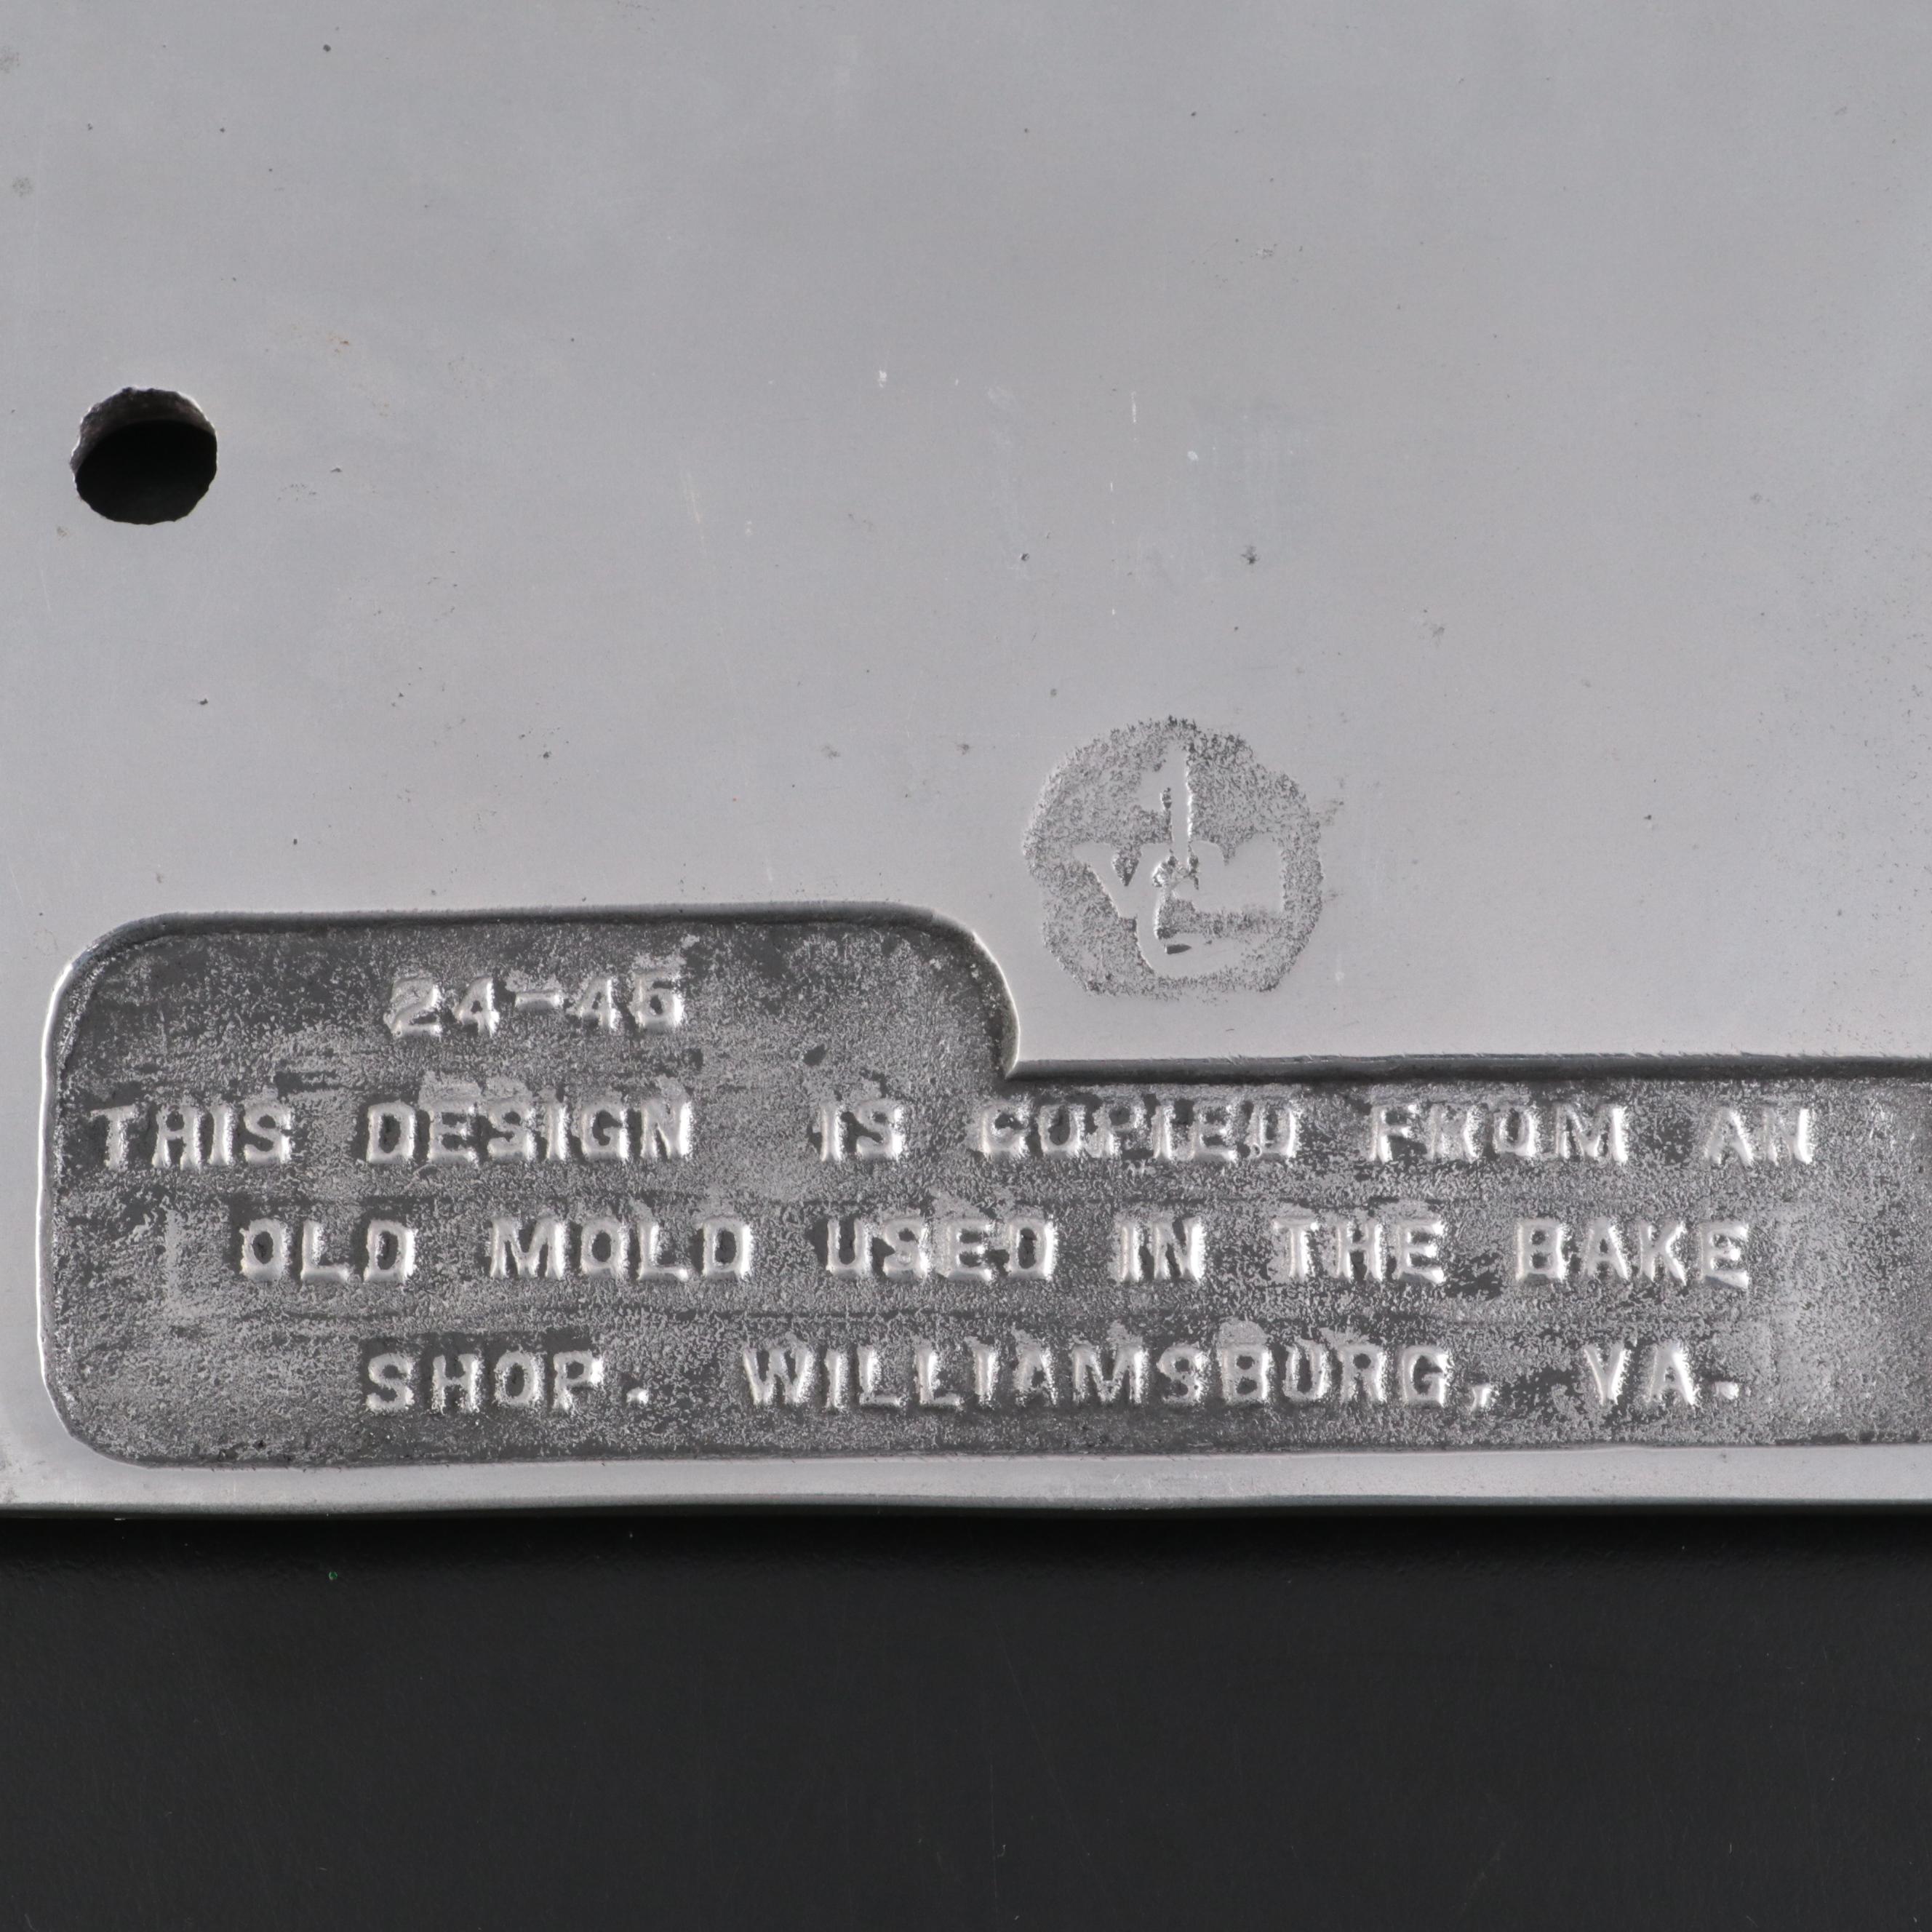 24-45
THIS DESIGN IS COPIED FROM AN
OLD MOLD USED IN THE BAKE
SHOP. WILLIAMSBURG, VA.